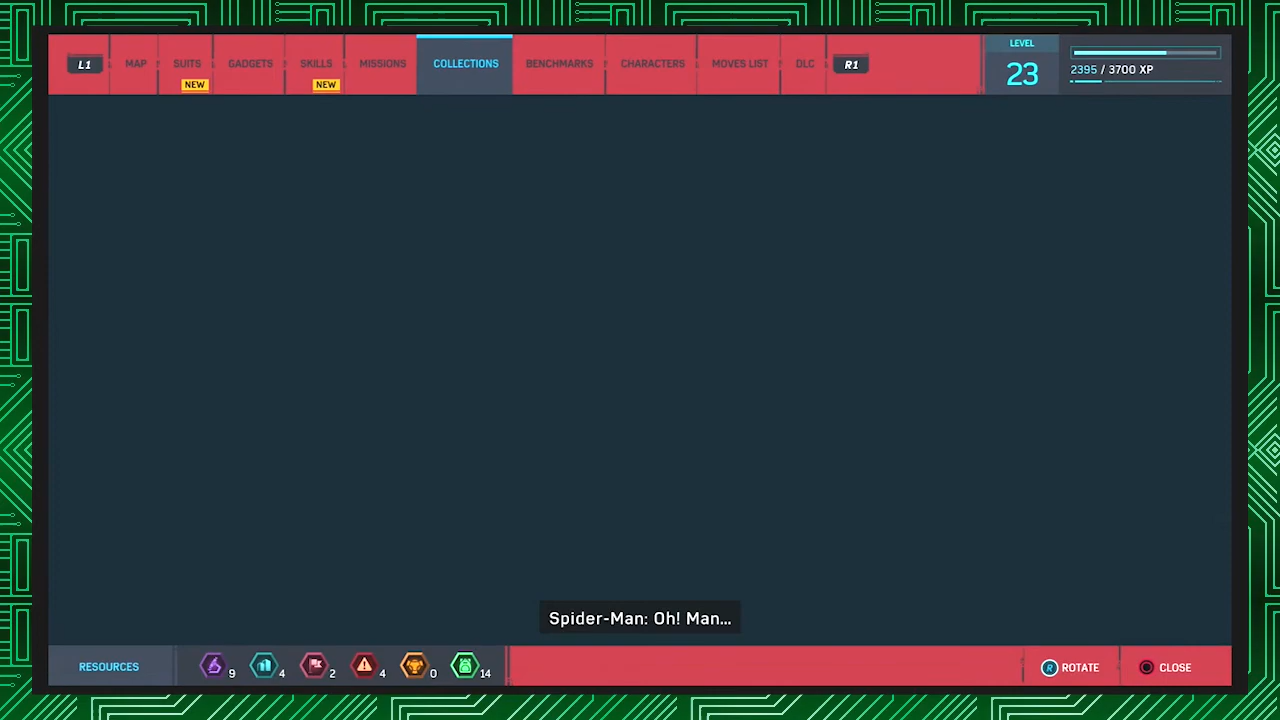 L1 MAP SUITS GADGETS SKILLS MISSIONS COLLECTIONS BENCHMARKS CHARACTERS MOVES LIST DLC R1
NEW NEW
LEVEL
23
2395 / 3700 XP
Spider-Man: Oh! Man...
RESOURCES 9 4 2 4 0 14 R ROTATE CLOSE